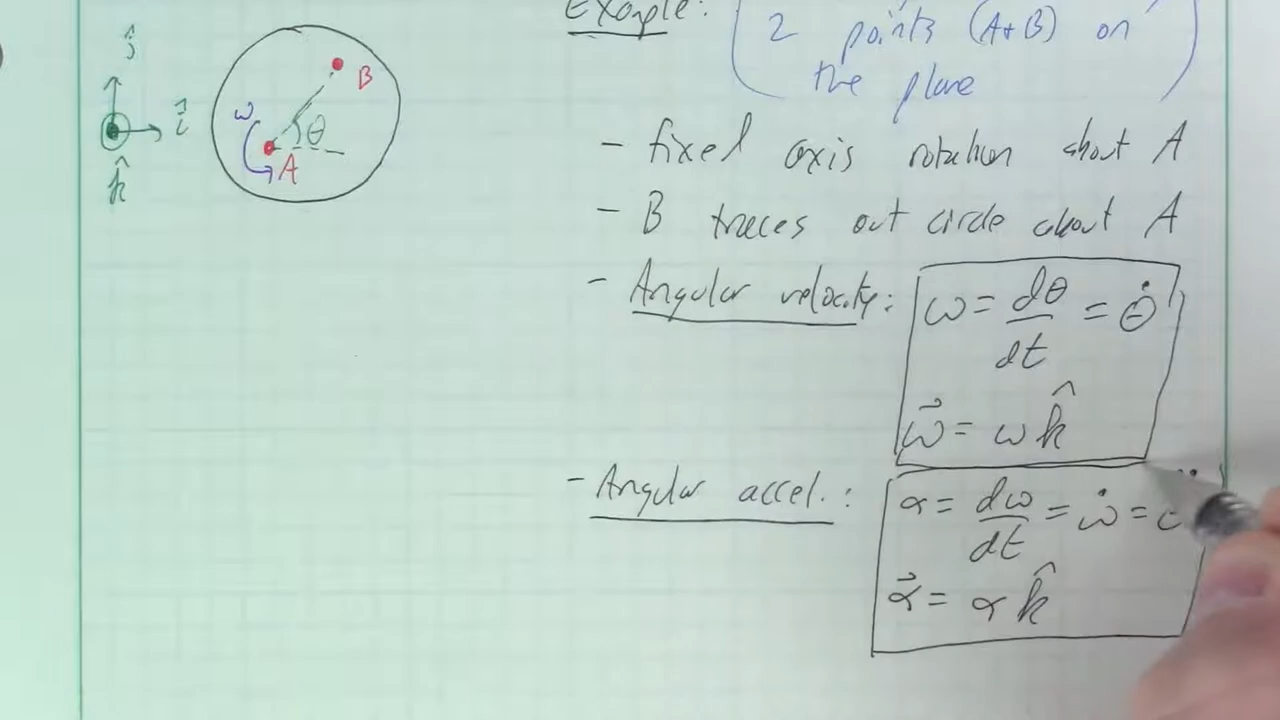 Example:
2 points (A+B) on
the plane
ĵ
î
k̂
B
ω
θ
A
- fixed axis rotation about A
- B traces out circle about A
- Angular velocity: ω = dθ/dt = θ̇
ω⃗ = ω k̂
- Angular accel.: α = dω/dt = ω̇ =
α⃗ = α k̂